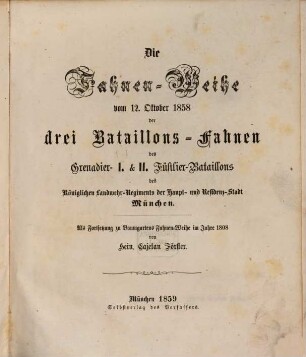 Die
Fahnen-Weihe
vom 12. Oktober 1858
der
drei Bataillons-Fahnen
des
Grenadier- I. & II. Füsilier-Bataillons
des
Königlichen Landwehr-Regiments der Haupt- und Residenz-Stadt
München.
Als Fortsetzung zu Baumgartens Fahnen-Weihe im Jahre 1808
von
Hein. Cajetan Förster.
München 1859
Selbstverlag des Verfassers.